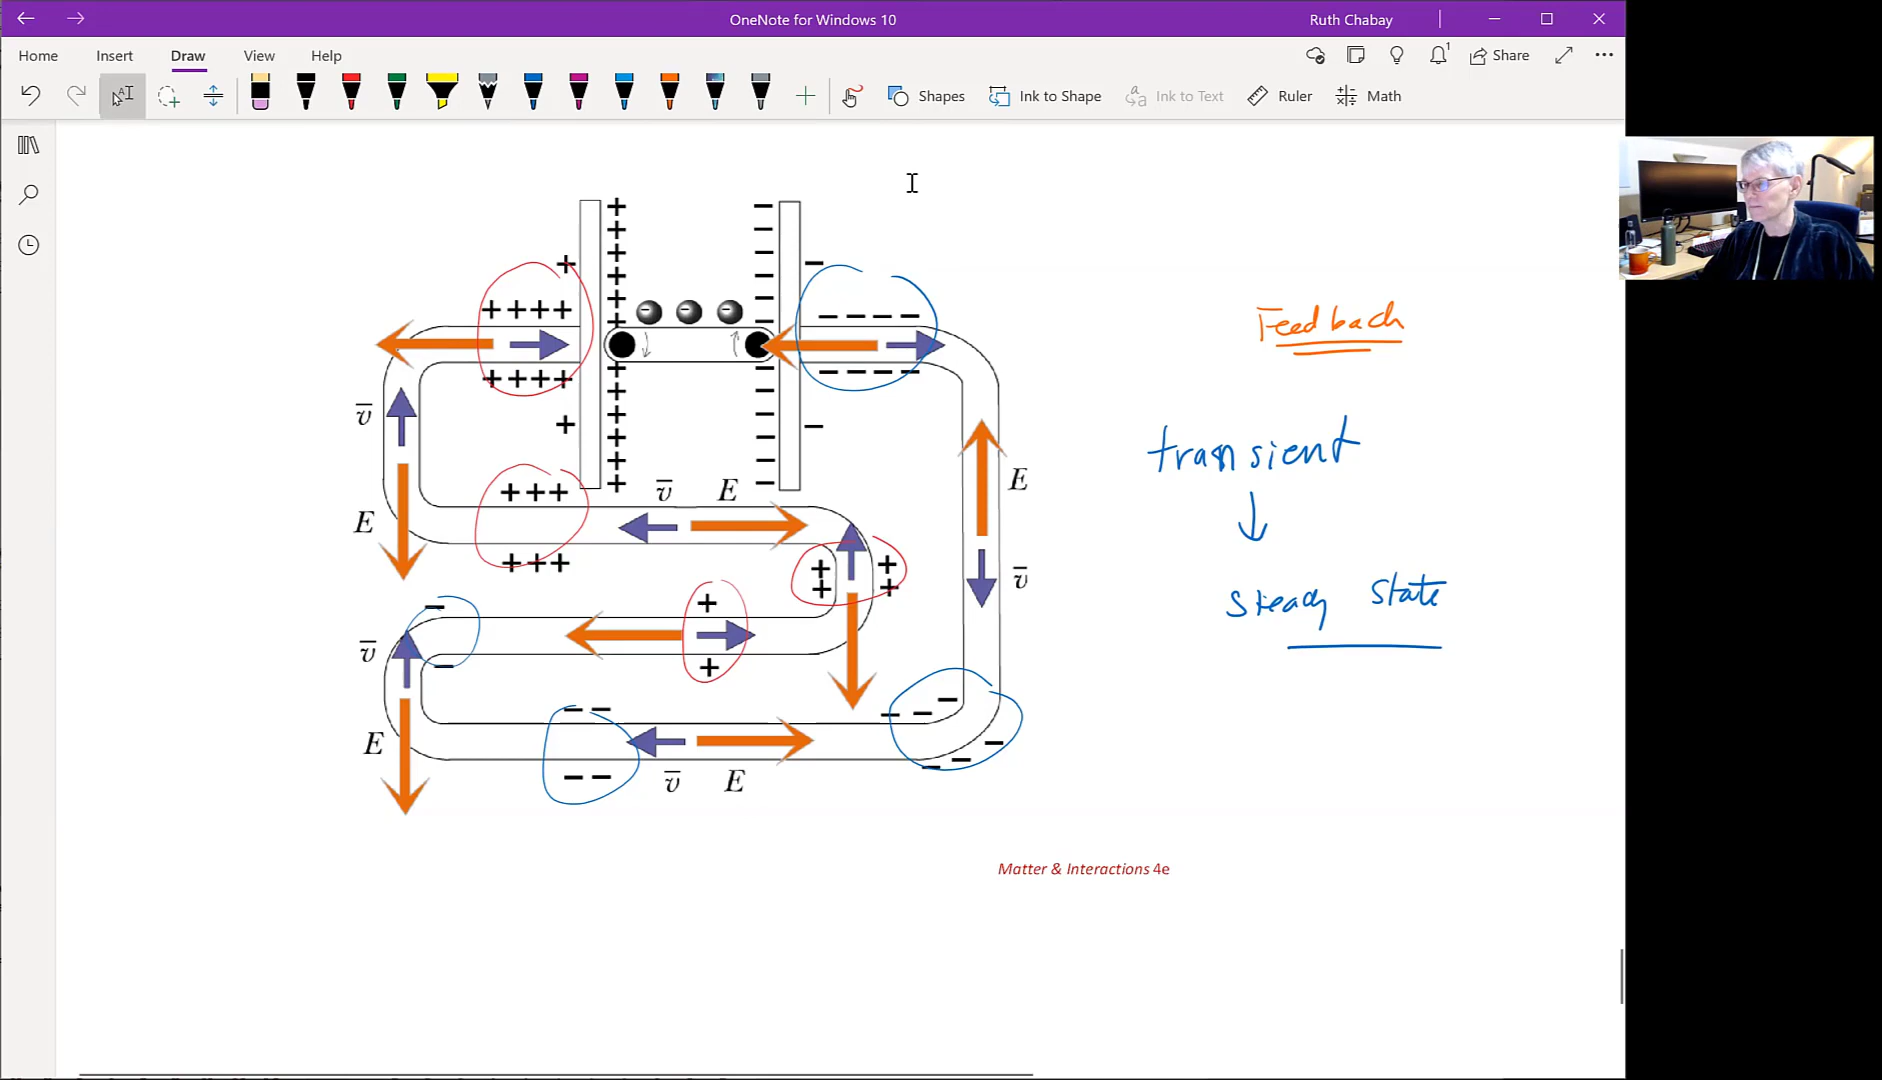 OneNote for Windows 10
Ruth Chabay
Home Insert Draw View Help
1 Share
Shapes Ink to Shape Ink to Text Ruler Math
+ + + + + + + + + + + +
− − − − − − − − − − − −
+ −
++++ − − − −
Feedback
++++ − − − −
v̄
+ −
transient
v̄ E E
+++
E
+++ + +
+ +
v̄
steady state
− +
v̄
− +
− − − − −
E −
− − − −
v̄ E
Matter & Interactions 4e